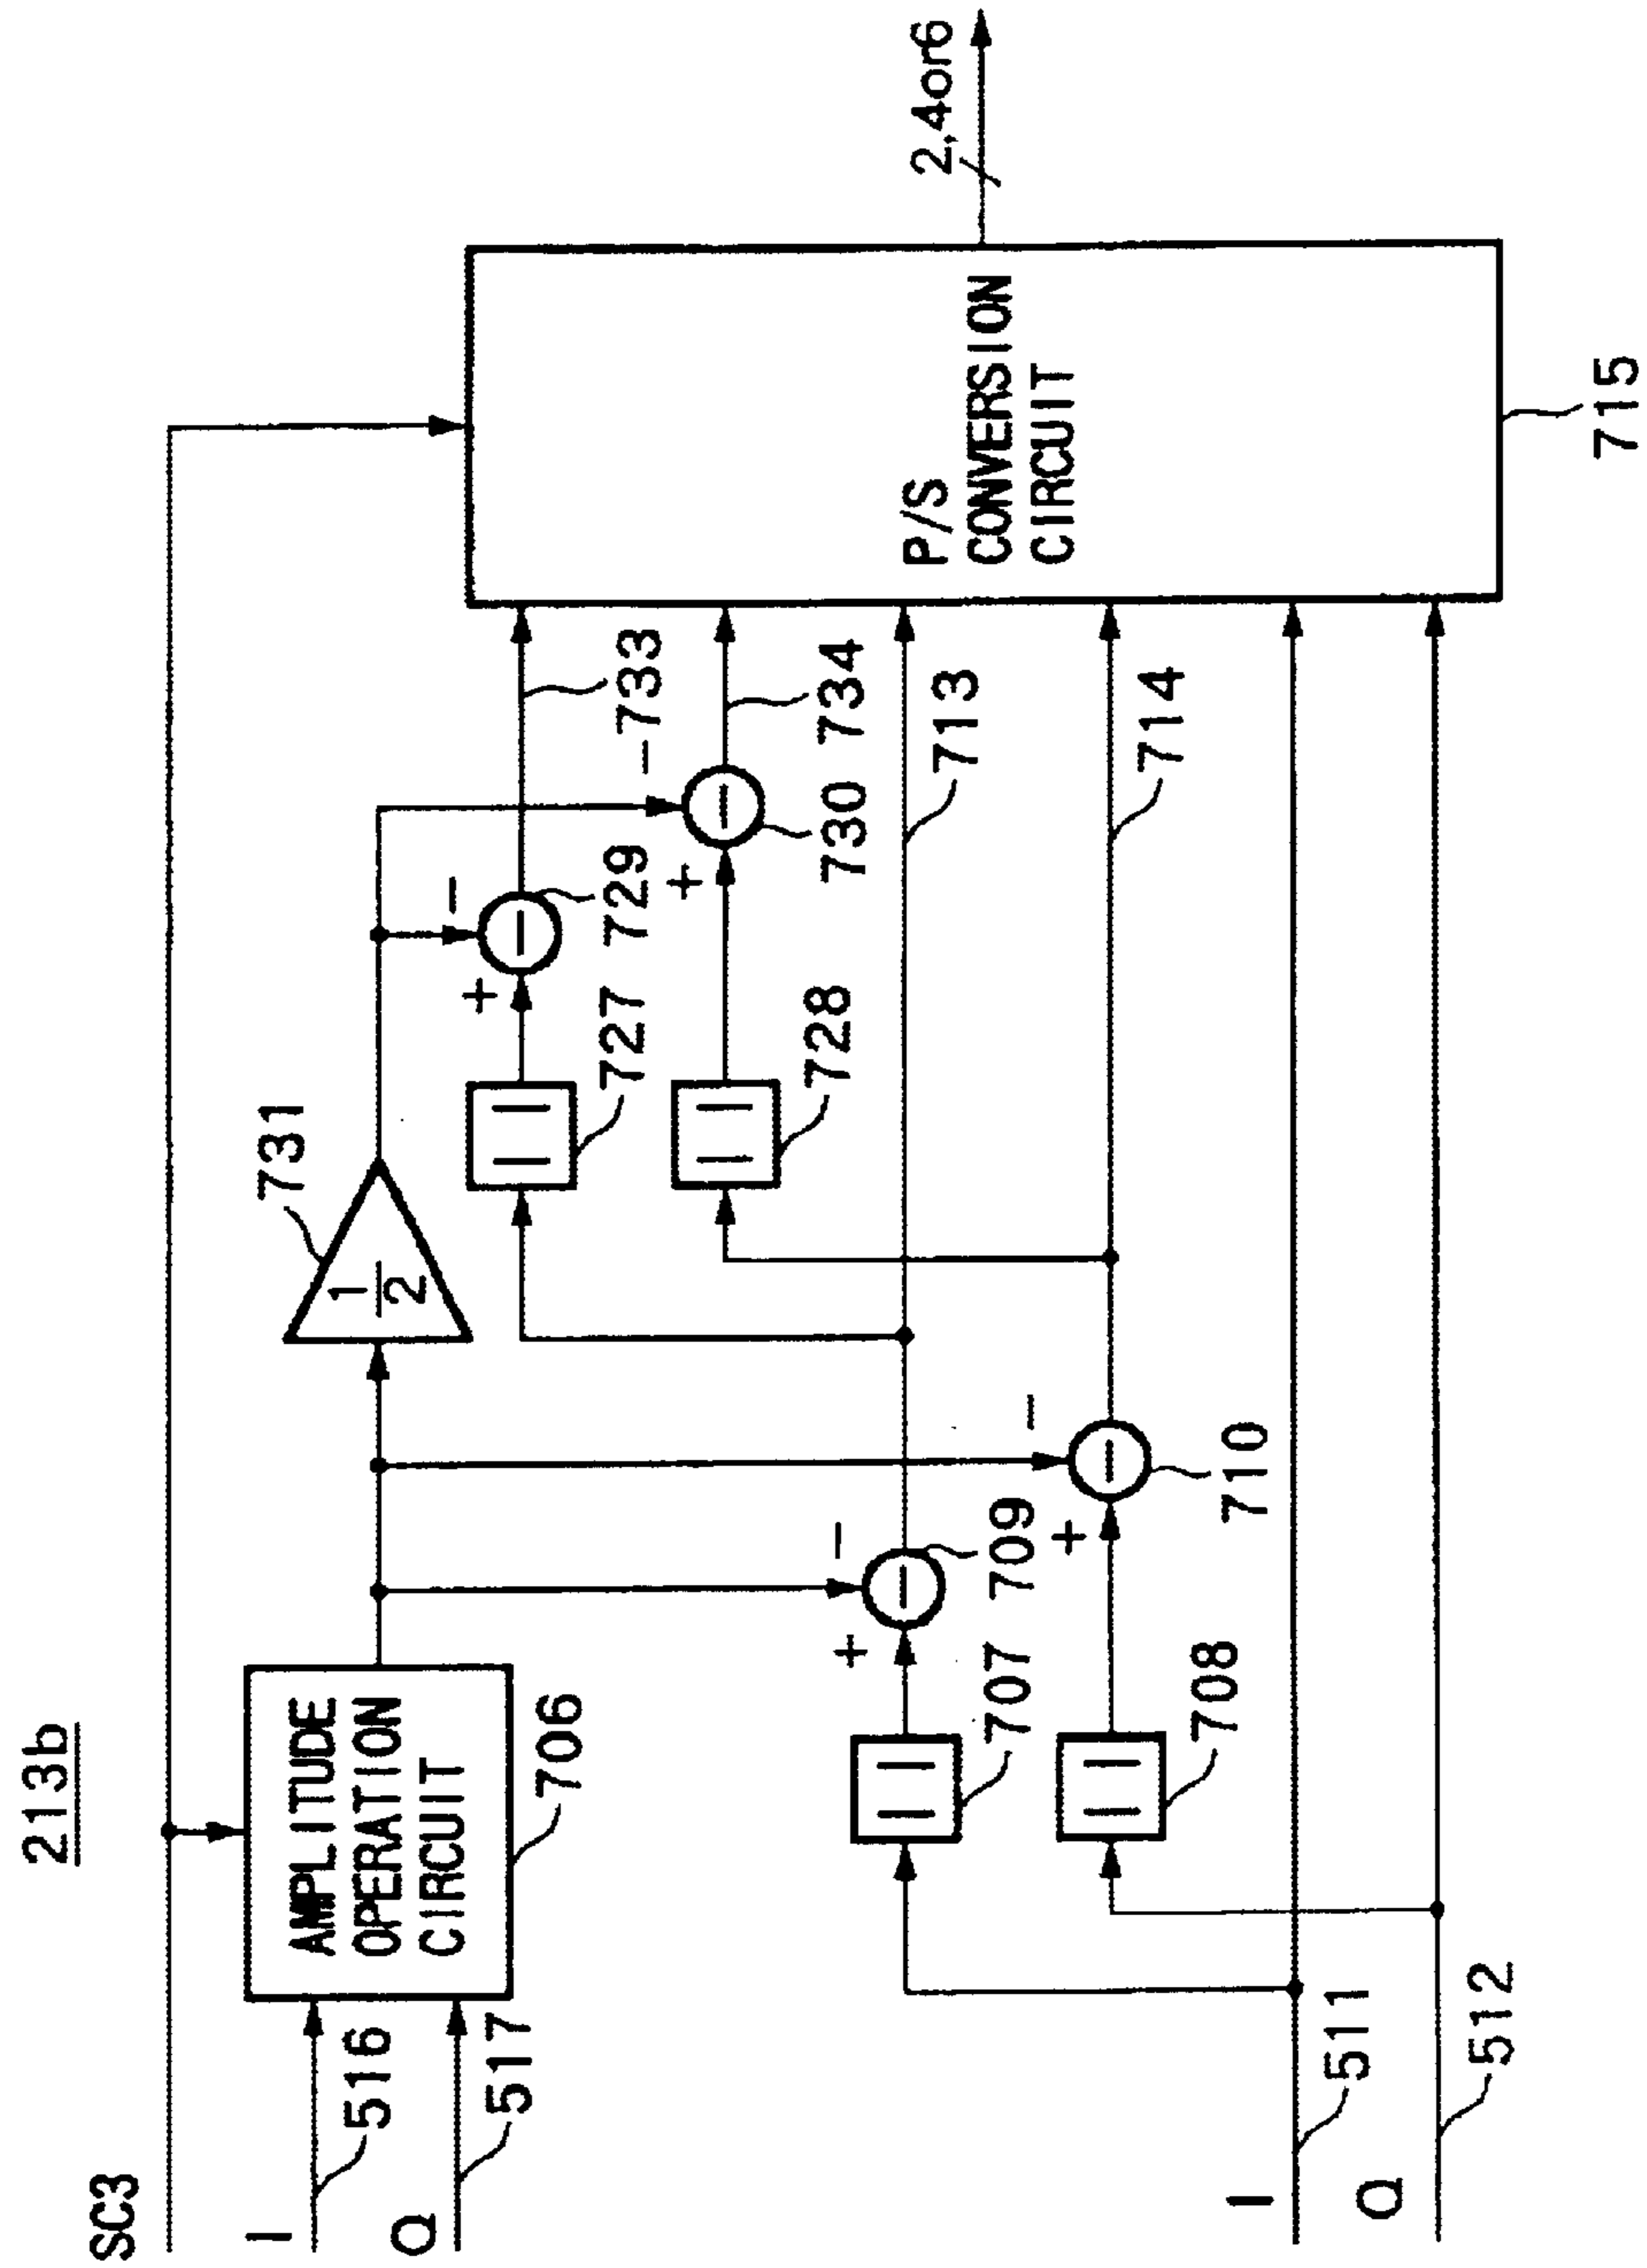 213b
SC3
I
516
Q
517
AMPLITUDE
OPERATION
CIRCUIT
706
1
2
731
I
511
Q
512
| |
707
| |
708
+
−
−
709
+
−
−
710
| |
727
| |
728
+
−
−
729
+
−
−
730
733
734
713
714
P/S
CONVERSION
CIRCUIT
715
2,4or6